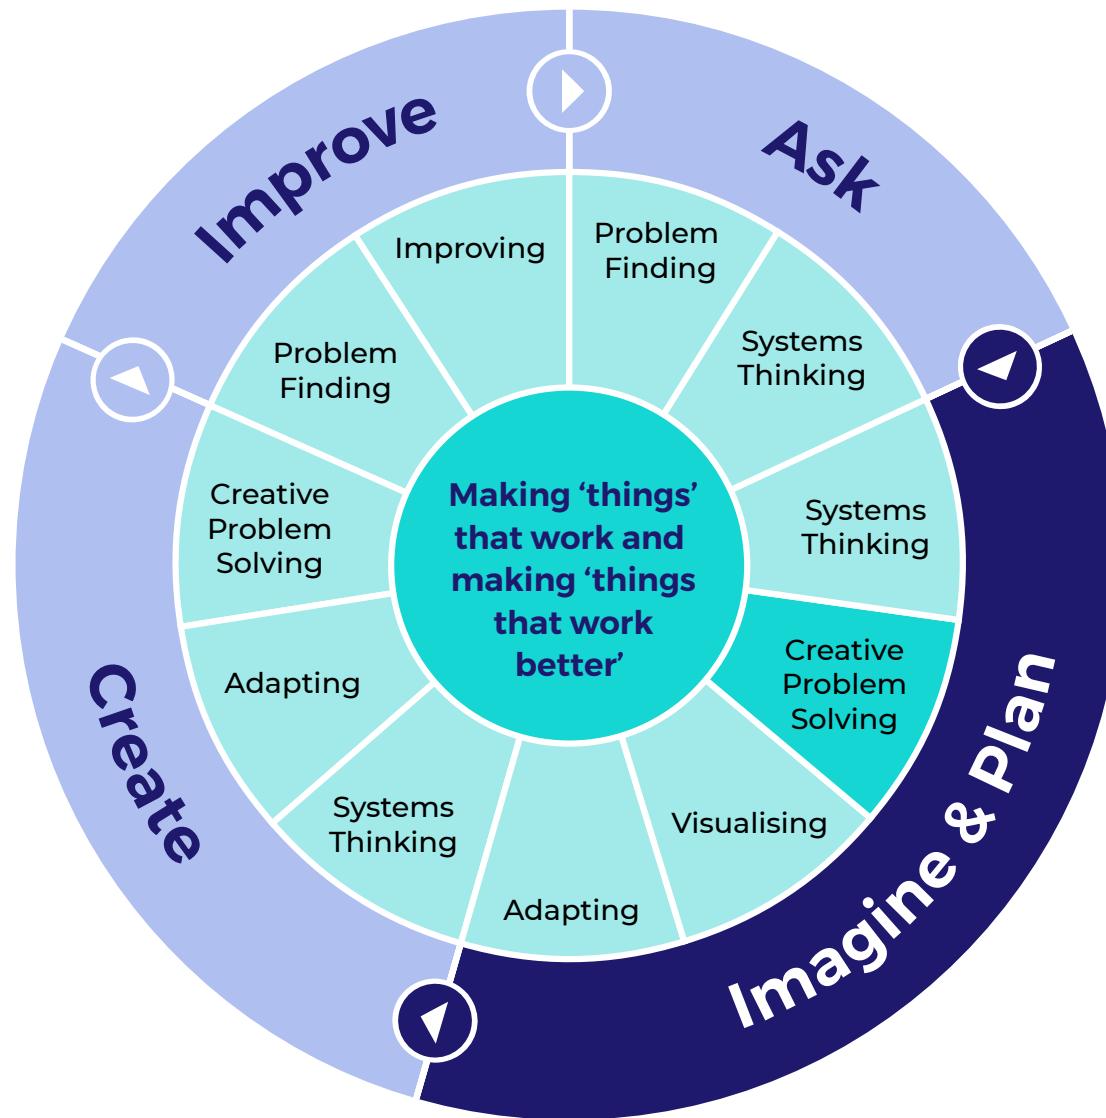 Improve
Ask
Imagine & Plan
Create
Improving
Problem
Finding
Systems
Thinking
Systems
Thinking
Creative
Problem
Solving
Visualising
Adapting
Systems
Thinking
Adapting
Creative
Problem
Solving
Problem
Finding
Making ‘things’
that work and
making ‘things
that work
better’